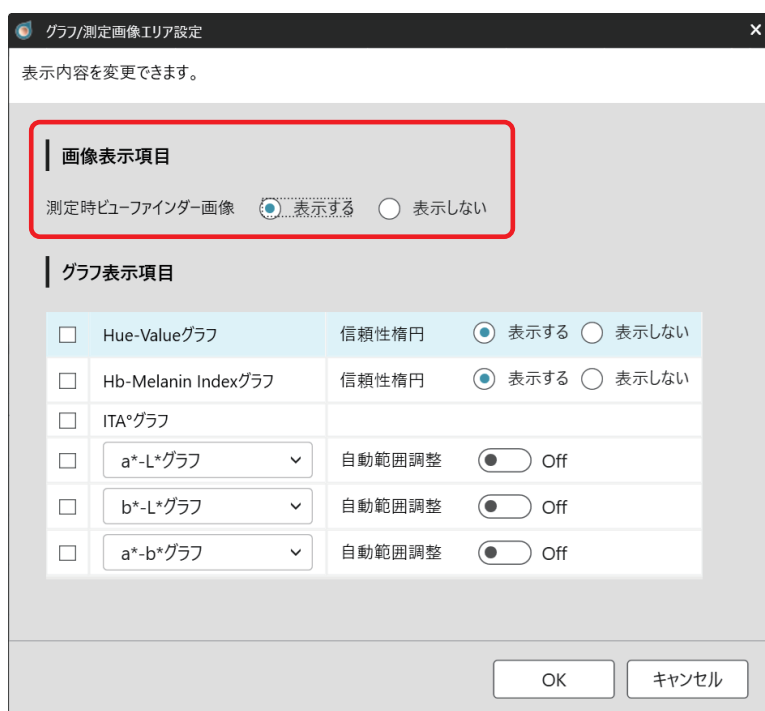 グラフ/測定画像エリア設定
表示内容を変更できます。
画像表示項目
測定時ビューファインダー画像 表示する 表示しない
グラフ表示項目
Hue-Valueグラフ 信頼性楕円 表示する 表示しない
Hb-Melanin Indexグラフ 信頼性楕円 表示する 表示しない
ITA°グラフ
a*-L*グラフ 自動範囲調整 Off
b*-L*グラフ 自動範囲調整 Off
a*-b*グラフ 自動範囲調整 Off
OK キャンセル